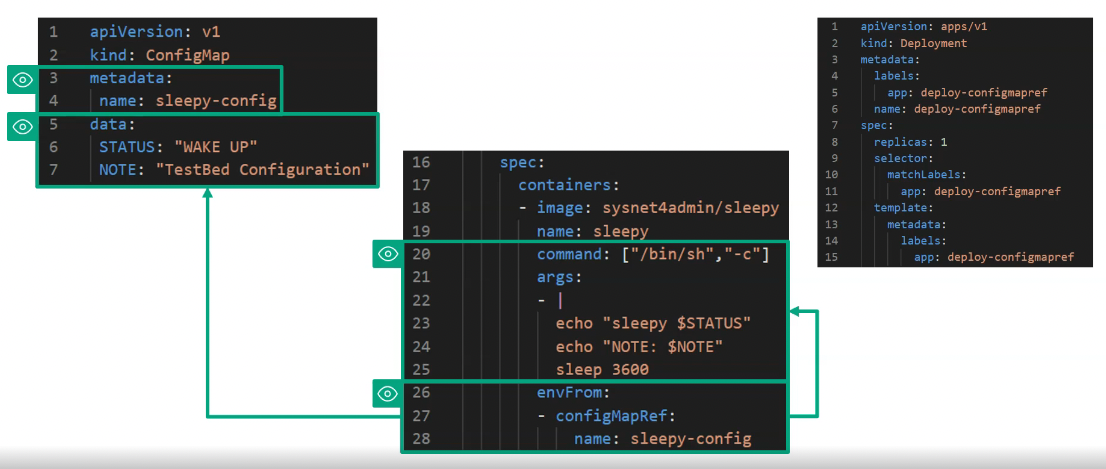 1 apiVersion: v1
2 kind: ConfigMap
3 metadata:
4 name: sleepy-config
5 data:
6 STATUS: "WAKE UP"
7 NOTE: "TestBed Configuration"
16 spec:
17 containers:
18 - image: sysnet4admin/sleepy
19 name: sleepy
20 command: ["/bin/sh","-c"]
21 args:
22 - |
23 echo "sleepy $STATUS"
24 echo "NOTE: $NOTE"
25 sleep 3600
26 envFrom:
27 - configMapRef:
28 name: sleepy-config
1 apiVersion: apps/v1
2 kind: Deployment
3 metadata:
4 labels:
5 app: deploy-configmapref
6 name: deploy-configmapref
7 spec:
8 replicas: 1
9 selector:
10 matchLabels:
11 app: deploy-configmapref
12 template:
13 metadata:
14 labels:
15 app: deploy-configmapref